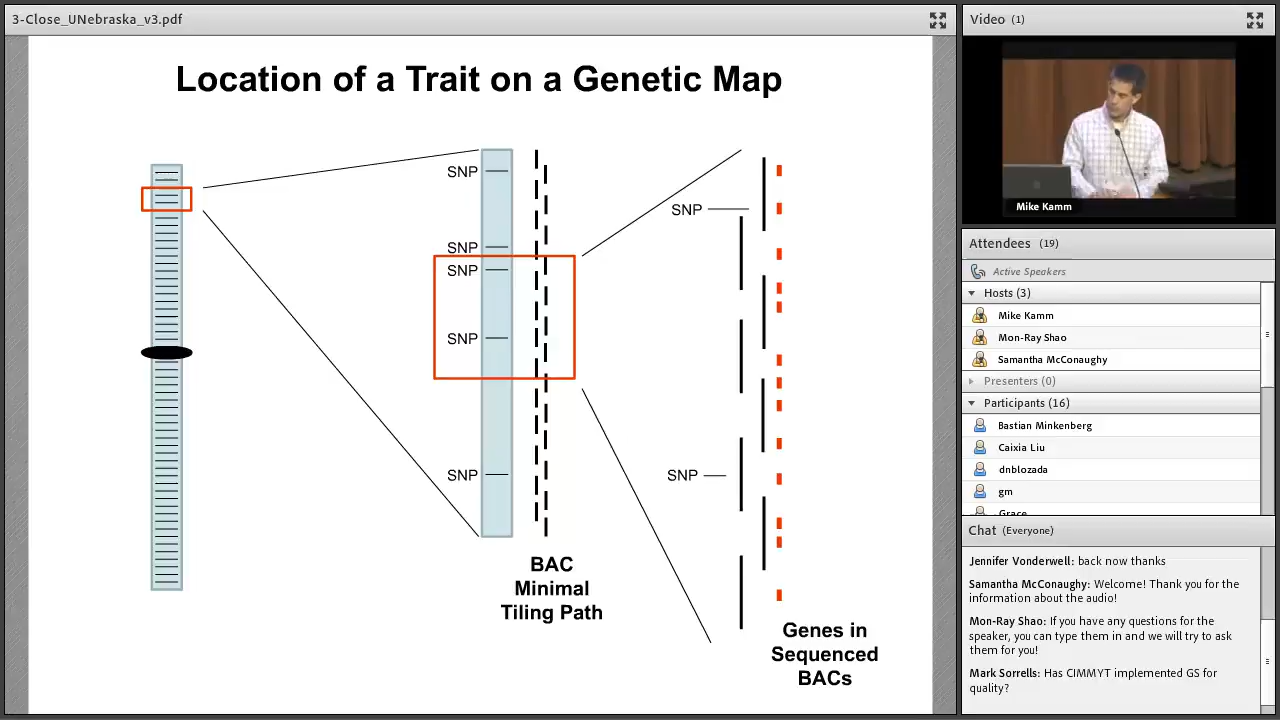 3-Close_UNebraska_v3.pdf
Location of a Trait on a Genetic Map
SNP
SNP
SNP
SNP
SNP
BAC
Minimal
Tiling Path
SNP
SNP
Genes in
Sequenced
BACs
Video (1)
Mike Kamm
Attendees (19)
Active Speakers
Hosts (3)
Mike Kamm
Mon-Ray Shao
Samantha McConaughy
Presenters (0)
Participants (16)
Bastian Minkenberg
Caixia Liu
dnblozada
gm
Grace
Chat (Everyone)
Jennifer Vonderwell: back now thanks
Samantha McConaughy: Welcome! Thank you for the
information about the audio!
Mon-Ray Shao: If you have any questions for the
speaker, you can type them in and we will try to ask
them for you!
Mark Sorrells: Has CIMMYT implemented GS for
quality?